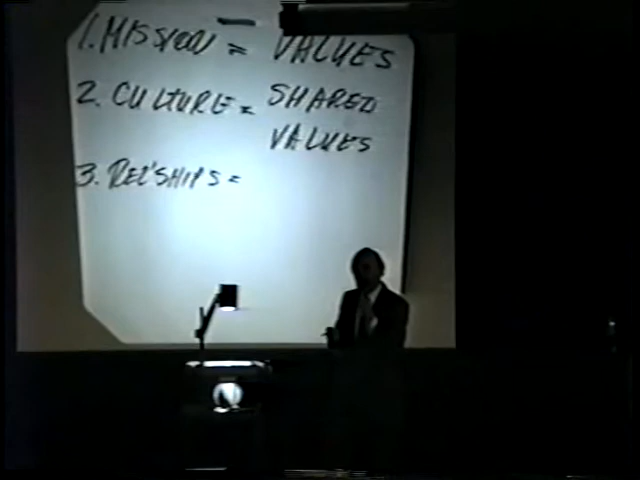 1. MISSION = VALUES
2. CULTURE = SHARED
VALUES
3. REL'SHIPS =